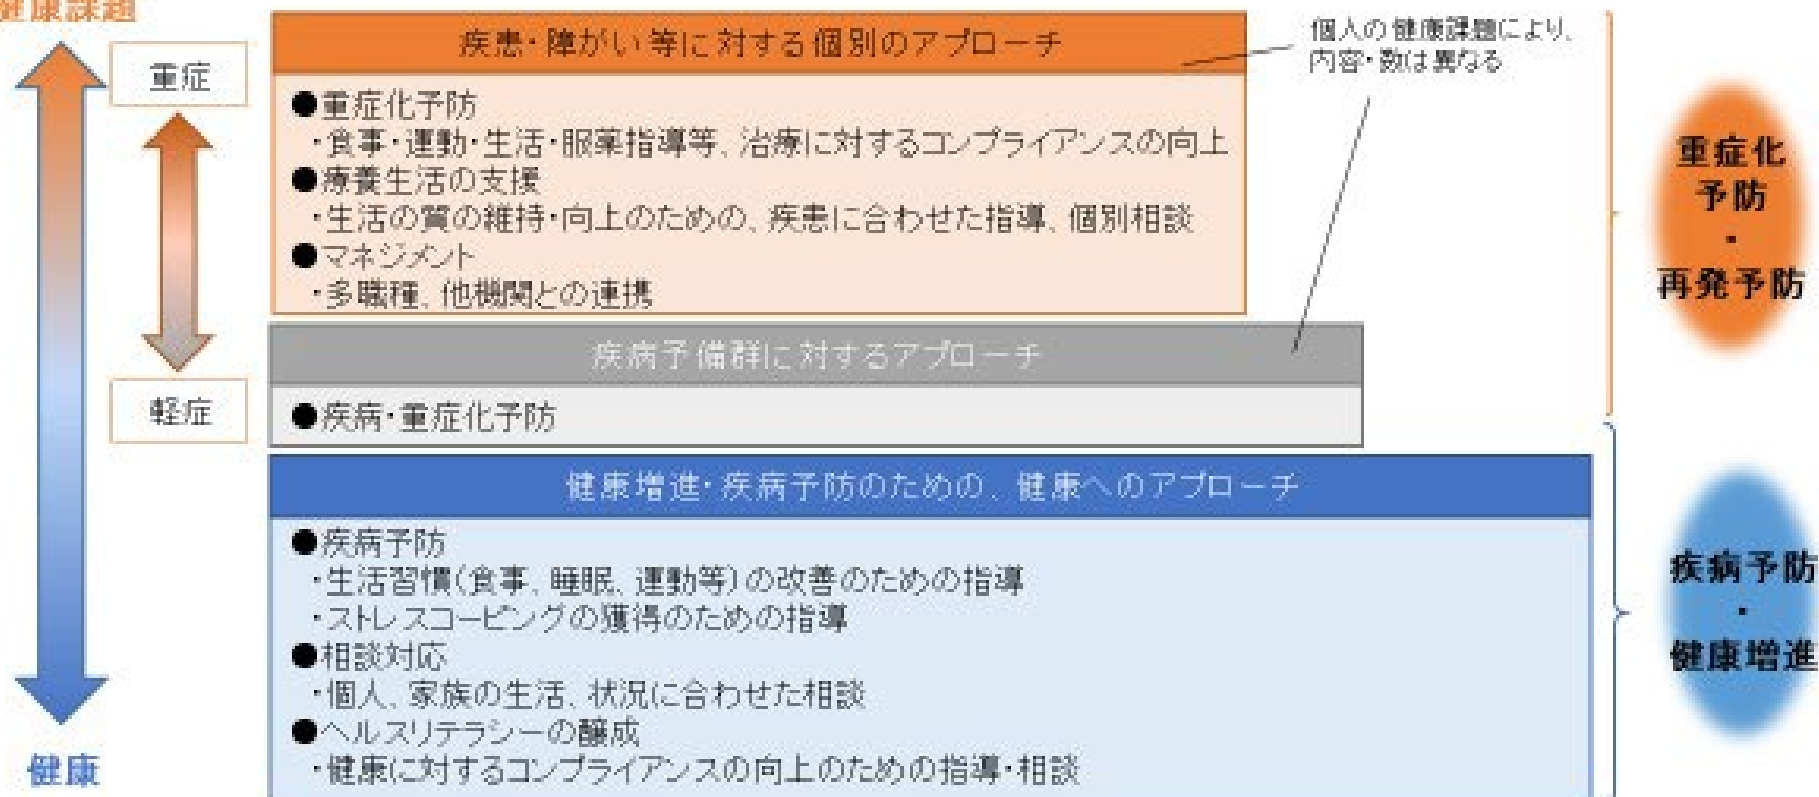 健康課題
重症
軽症
健康
疾患・障がい等に対する個別のアプローチ
●重症化予防
・食事・運動・生活・服薬指導等、治療に対するコンプライアンスの向上
●療養生活の支援
・生活の質の維持・向上のための、疾患に合わせた指導、個別相談
●マネジメント
・多職種、他機関との連携
個人の健康課題により、
内容・数は異なる
疾病予備群に対するアプローチ
●疾病・重症化予防
健康増進・疾病予防のための、健康へのアプローチ
●疾病予防
・生活習慣(食事、睡眠、運動等)の改善のための指導
・ストレスコーピングの獲得のための指導
●相談対応
・個人、家族の生活、状況に合わせた相談
●ヘルスリテラシーの醸成
・健康に対するコンプライアンスの向上のための指導・相談
重症化
予防
・
再発予防
疾病予防
・
健康増進